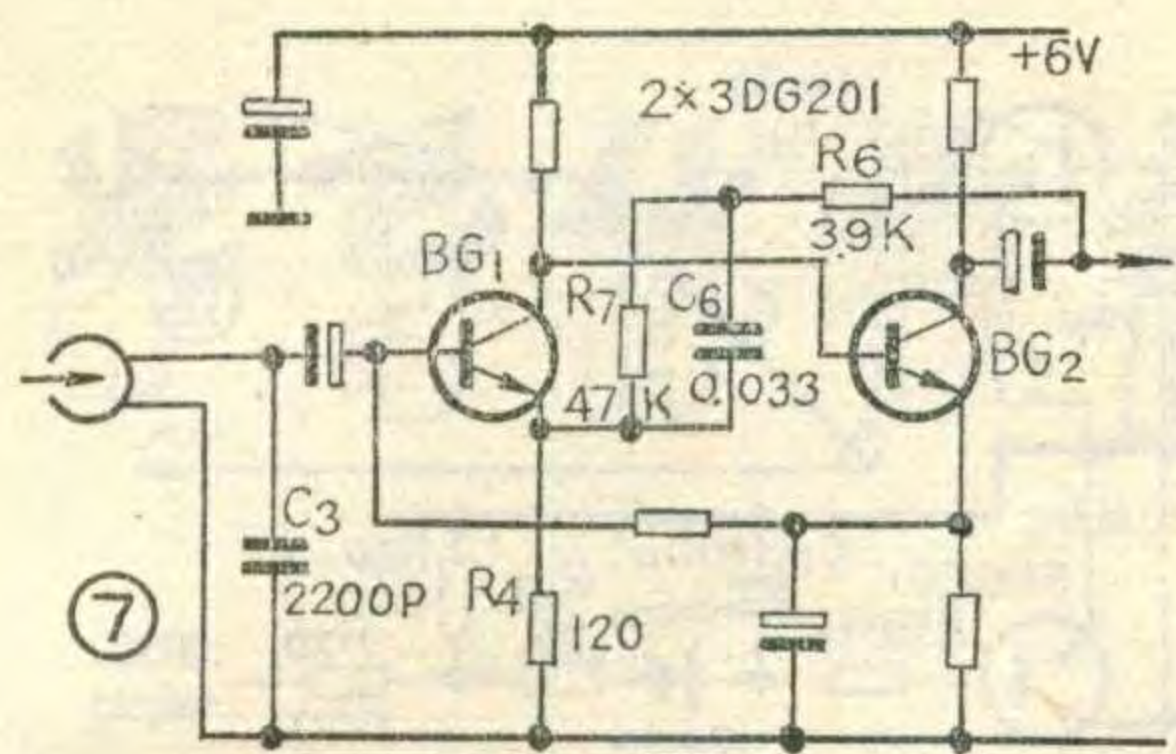 +6V
2×3DG201
R6
3.9K
BG1
R7
C6
47K
0.033
BG2
C3
2200P
R4
120
7